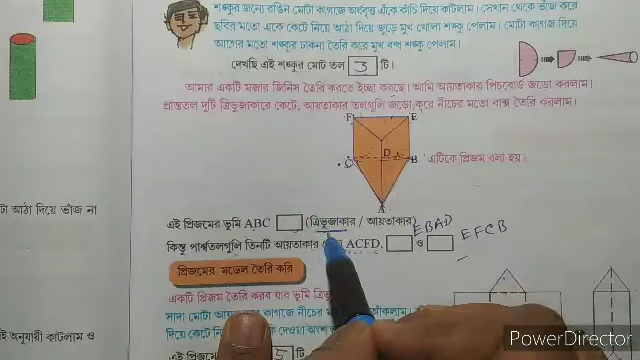 শঙ্কুর জন্যে রঙিন মোটা কাগজে অর্ধবৃত্ত এঁকে কাঁচি দিয়ে কাটলাম। সেখান থেকে ভাঁজ করে
ছবির মতো একে কেটে নিয়ে আঠা দিয়ে জুড়ে মুখ খোলা শঙ্কু পেলাম। মোটা কাগজ দিয়ে
আগের মতো শঙ্কুর ঢাকনা তৈরি করে মুখ বন্ধ শঙ্কু পেলাম।
দেখছি এই শঙ্কুর মোট তল টি।
আমার একটি মজার জিনিস তৈরি করতে ইচ্ছা করছে। আমি আয়তাকার পিচবোর্ড জড়ো করলাম।
প্রান্ততল দুটি ত্রিভুজাকারে কেটে, আয়তাকার তলগুলি জড়ো করে নীচের মতো বাক্স তৈরি করলাম।
F E
D
C B এটিকে প্রিজম বলা হয়।
A
টা আঠা দিয়ে ভাঁজ না
এই প্রিজমের ভূমি ABC (ত্রিভুজাকার / আয়তাকার)
EBAD EFCB
কিন্তু পার্শ্বতলগুলি তিনটি আয়তাকার ACFD, ও
প্রিজমের মডেল তৈরি করি
একটি প্রিজম তৈরি করব যার ভূমি
সাদা মোটা কাগজে নীচের
ই অনুযায়ী কাটলাম ও
দিয়ে কেটে
এই প্রিজমে টি
PowerDirector